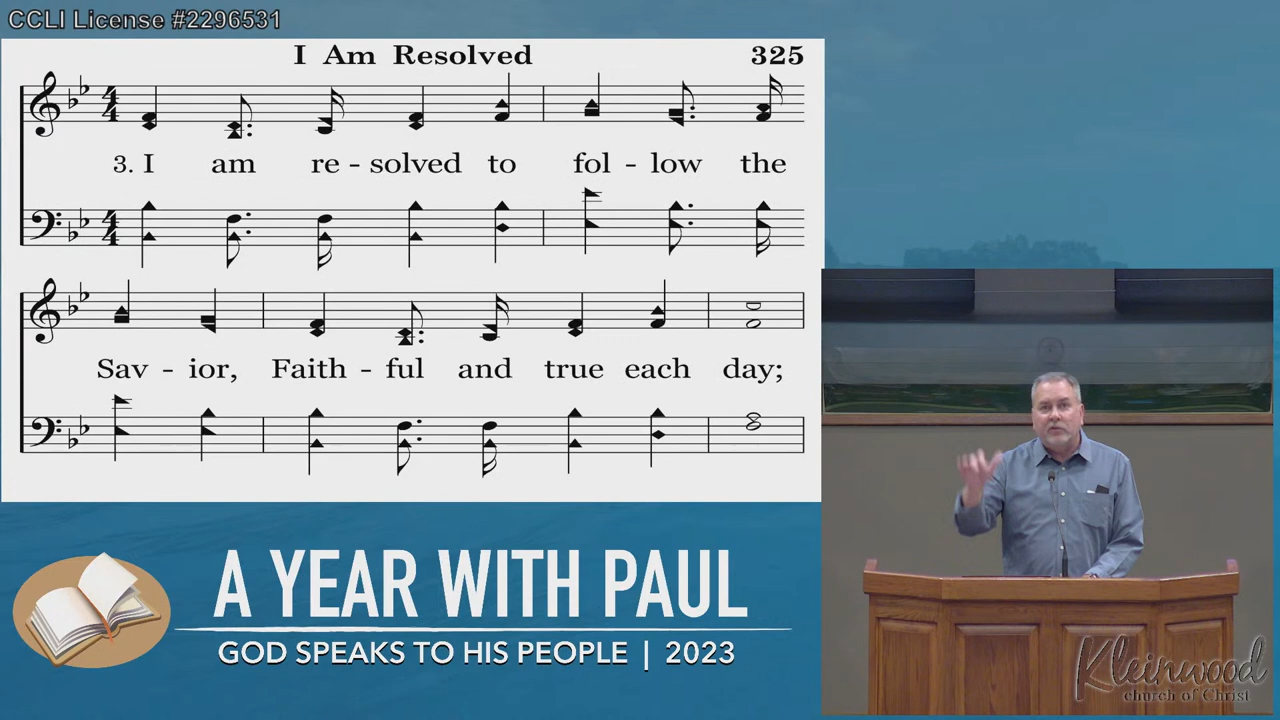 CCLI License #2296531
I Am Resolved 325
3. I am re - solved to fol - low the
Sav - ior, Faith - ful and true each day;
A YEAR WITH PAUL
GOD SPEAKS TO HIS PEOPLE | 2023
Kleinwood
church of Christ